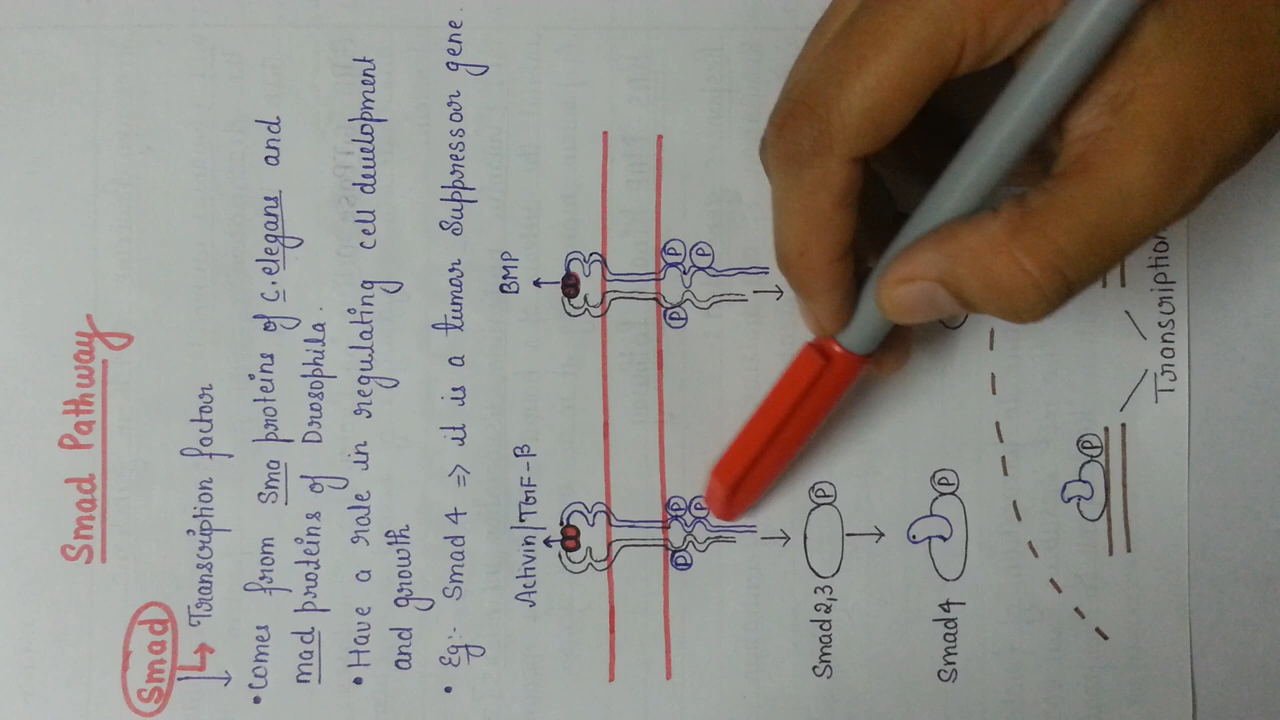 Smad Pathway
Smad
Transcription factor
• Comes from Sma proteins of C. elegans and
mad proteins of Drosophila.
• Have a role in regulating cell development
and growth
• Eg:- Smad 4 ⇒ it is a tumor suppressor gene.
Activin/TGF-β
BMP
P
P
P
P
P
P
Smad 2,3
P
Smad 4
P
P
Transcription